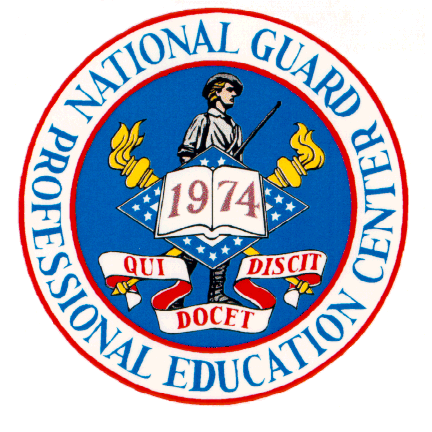 NATIONAL GUARD
PROFESSIONAL EDUCATION CENTER
1974
QUI DOCET DISCIT